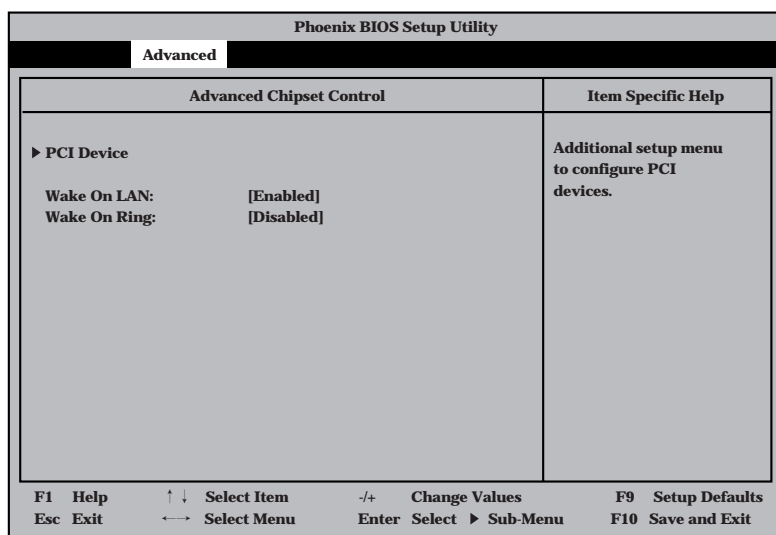 Phoenix BIOS Setup Utility
Advanced
Advanced Chipset Control
Item Specific Help
▶ PCI Device
Wake On LAN: [Enabled]
Wake On Ring: [Disabled]
Additional setup menu
to configure PCI
devices.
F1 Help ↑↓ Select Item -/+ Change Values F9 Setup Defaults
Esc Exit ←→ Select Menu Enter Select ▶ Sub-Menu F10 Save and Exit